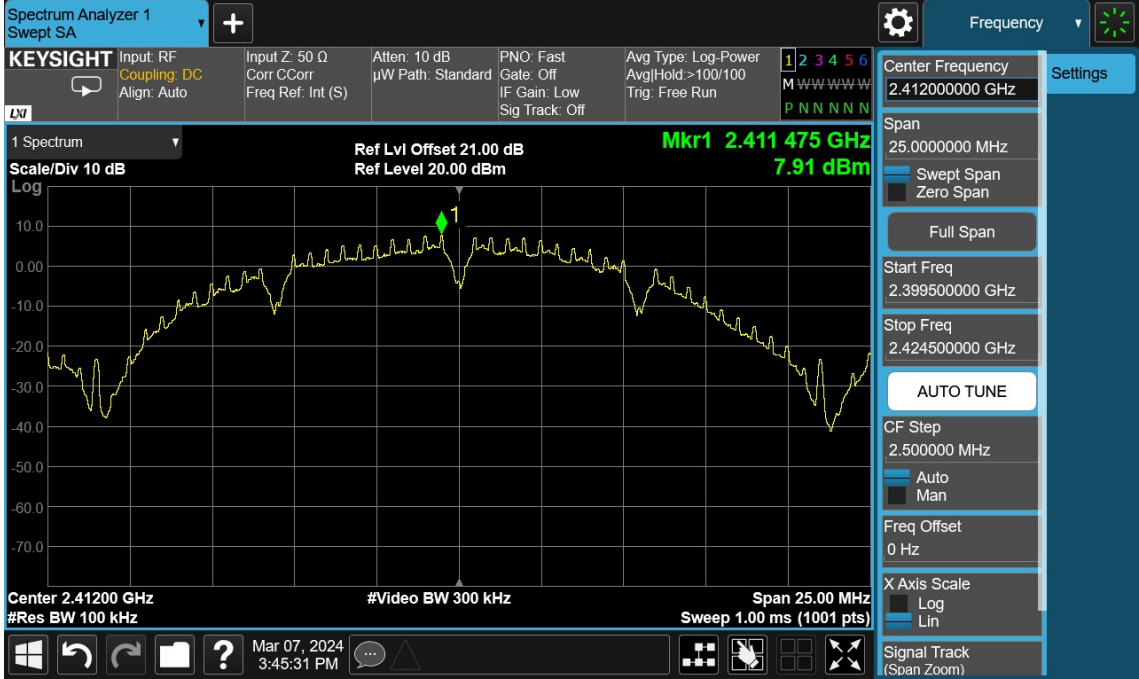 Spectrum Analyzer 1
Swept SA
+
Frequency
KEYSIGHT
LXI
Input: RF
Coupling: DC
Align: Auto
Input Z: 50 Ω
Corr CCorr
Freq Ref: Int (S)
Atten: 10 dB
µW Path: Standard
PNO: Fast
Gate: Off
IF Gain: Low
Sig Track: Off
Avg Type: Log-Power
Avg|Hold:>100/100
Trig: Free Run
1 2 3 4 5 6
M W W W W W
P N N N N N
1 Spectrum
Scale/Div 10 dB
Log
Ref Lvl Offset 21.00 dB
Ref Level 20.00 dBm
Mkr1 2.411 475 GHz
7.91 dBm
1
10.0
0.00
-10.0
-20.0
-30.0
-40.0
-50.0
-60.0
-70.0
Center 2.41200 GHz
#Res BW 100 kHz
#Video BW 300 kHz
Span 25.00 MHz
Sweep 1.00 ms (1001 pts)
?
Mar 07, 2024
3:45:31 PM
Center Frequency
2.412000000 GHz
Span
25.0000000 MHz
Swept Span
Zero Span
Full Span
Start Freq
2.399500000 GHz
Stop Freq
2.424500000 GHz
AUTO TUNE
CF Step
2.500000 MHz
Auto
Man
Freq Offset
0 Hz
X Axis Scale
Log
Lin
Signal Track
(Span Zoom)
Settings